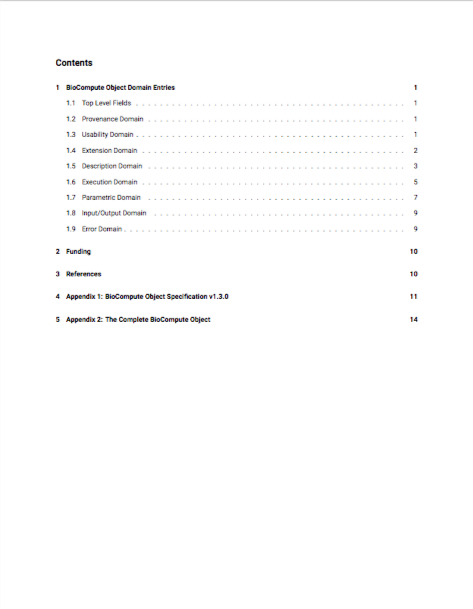 Contents
1 BioCompute Object Domain Entries 1
1.1 Top Level Fields . . . . . . . . . . . . . . . . . . . . . . . . . . . . . . . . . . . . . . . . 1
1.2 Provenance Domain . . . . . . . . . . . . . . . . . . . . . . . . . . . . . . . . . . . . . . . . 1
1.3 Usability Domain . . . . . . . . . . . . . . . . . . . . . . . . . . . . . . . . . . . . . . . . 1
1.4 Extension Domain . . . . . . . . . . . . . . . . . . . . . . . . . . . . . . . . . . . . . . . . 2
1.5 Description Domain . . . . . . . . . . . . . . . . . . . . . . . . . . . . . . . . . . . . . . . . 3
1.6 Execution Domain . . . . . . . . . . . . . . . . . . . . . . . . . . . . . . . . . . . . . . . . 5
1.7 Parametric Domain . . . . . . . . . . . . . . . . . . . . . . . . . . . . . . . . . . . . . . . . 7
1.8 Input/Output Domain . . . . . . . . . . . . . . . . . . . . . . . . . . . . . . . . . . . . . . . . 9
1.9 Error Domain . . . . . . . . . . . . . . . . . . . . . . . . . . . . . . . . . . . . . . . . 9
2 Funding 10
3 References 10
4 Appendix 1: BioCompute Object Specification v1.3.0 11
5 Appendix 2: The Complete BioCompute Object 14